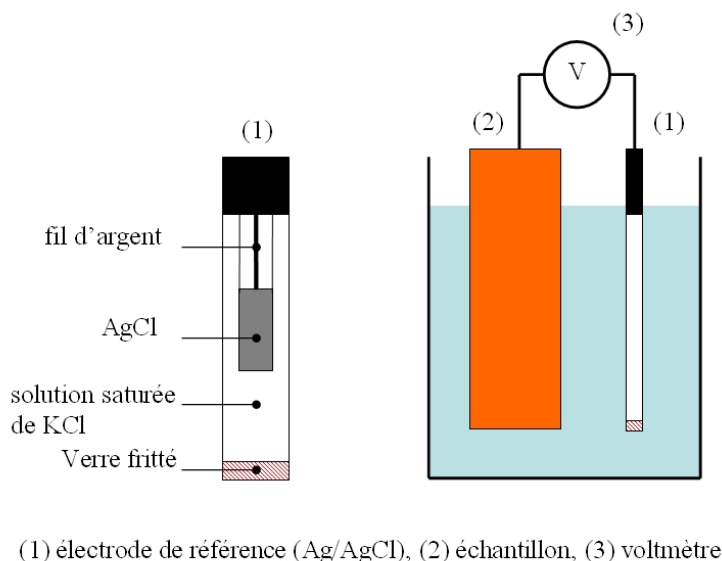 (3)
V
(1)
(2)
(1)
fil d’argent
AgCl
solution saturée
de KCl
Verre fritté
(1) électrode de référence (Ag/AgCl), (2) échantillon, (3) voltmètre